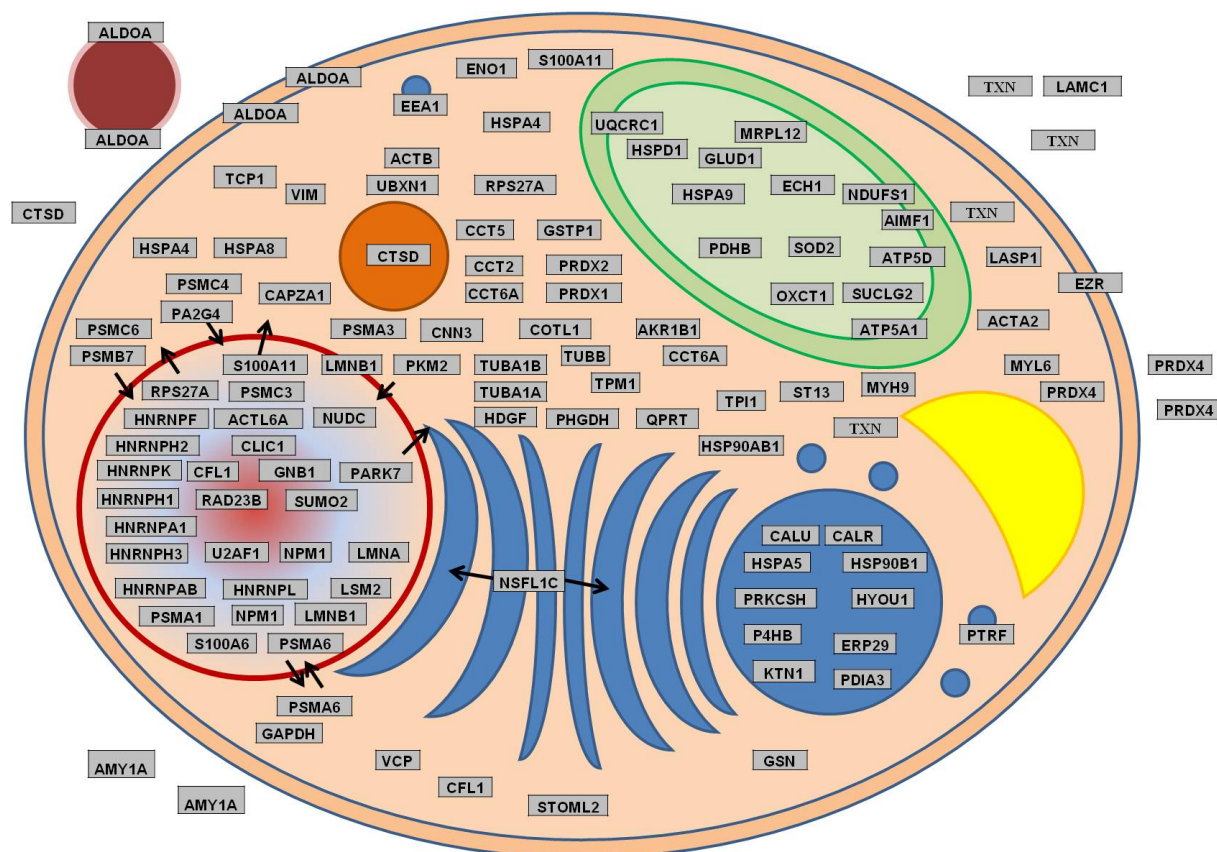 ALDOA
ALDOA
ALDOA
ALDOA
ENO1
S100A11
EEA1
HSPA4
TXN
LAMC1
TXN
UQCRC1
MRPL12
HSPD1
GLUD1
ACTB
UBXN1
RPS27A
TCP1
VIM
HSPA9
ECH1
NDUFS1
AIMF1
TXN
CTSD
CCT5
GSTP1
HSPA4
HSPA8
CTSD
PDHB
SOD2
ATP5D
LASP1
CCT2
PRDX2
EZR
PSMC4
CAPZA1
CCT6A
PRDX1
OXCT1
SUCLG2
PA2G4
PSMC6
PSMA3
CNN3
COTL1
AKR1B1
ATP5A1
ACTA2
PSMB7
S100A11
LMNB1
PKM2
TUBA1B
TUBB
CCT6A
MYL6
PRDX4
RPS27A
PSMC3
TUBA1A
TPM1
TPI1
ST13
MYH9
PRDX4
HNRNPF
ACTL6A
NUDC
HDGF
PHGDH
QPRT
TXN
PRDX4
HNRNPH2
CLIC1
HSP90AB1
HNRNPK
CFL1
GNB1
PARK7
HNRNPH1
RAD23B
SUMO2
HNRNPA1
CALU
CALR
HNRNPH3
U2AF1
NPM1
LMNA
HSPA5
HSP90B1
NSFL1C
HNRNPAB
HNRNPL
LSM2
PRKCSH
HYOU1
PSMA1
NPM1
LMNB1
P4HB
ERP29
PTRF
S100A6
PSMA6
KTN1
PDIA3
PSMA6
GAPDH
VCP
GSN
AMY1A
CFL1
AMY1A
STOML2